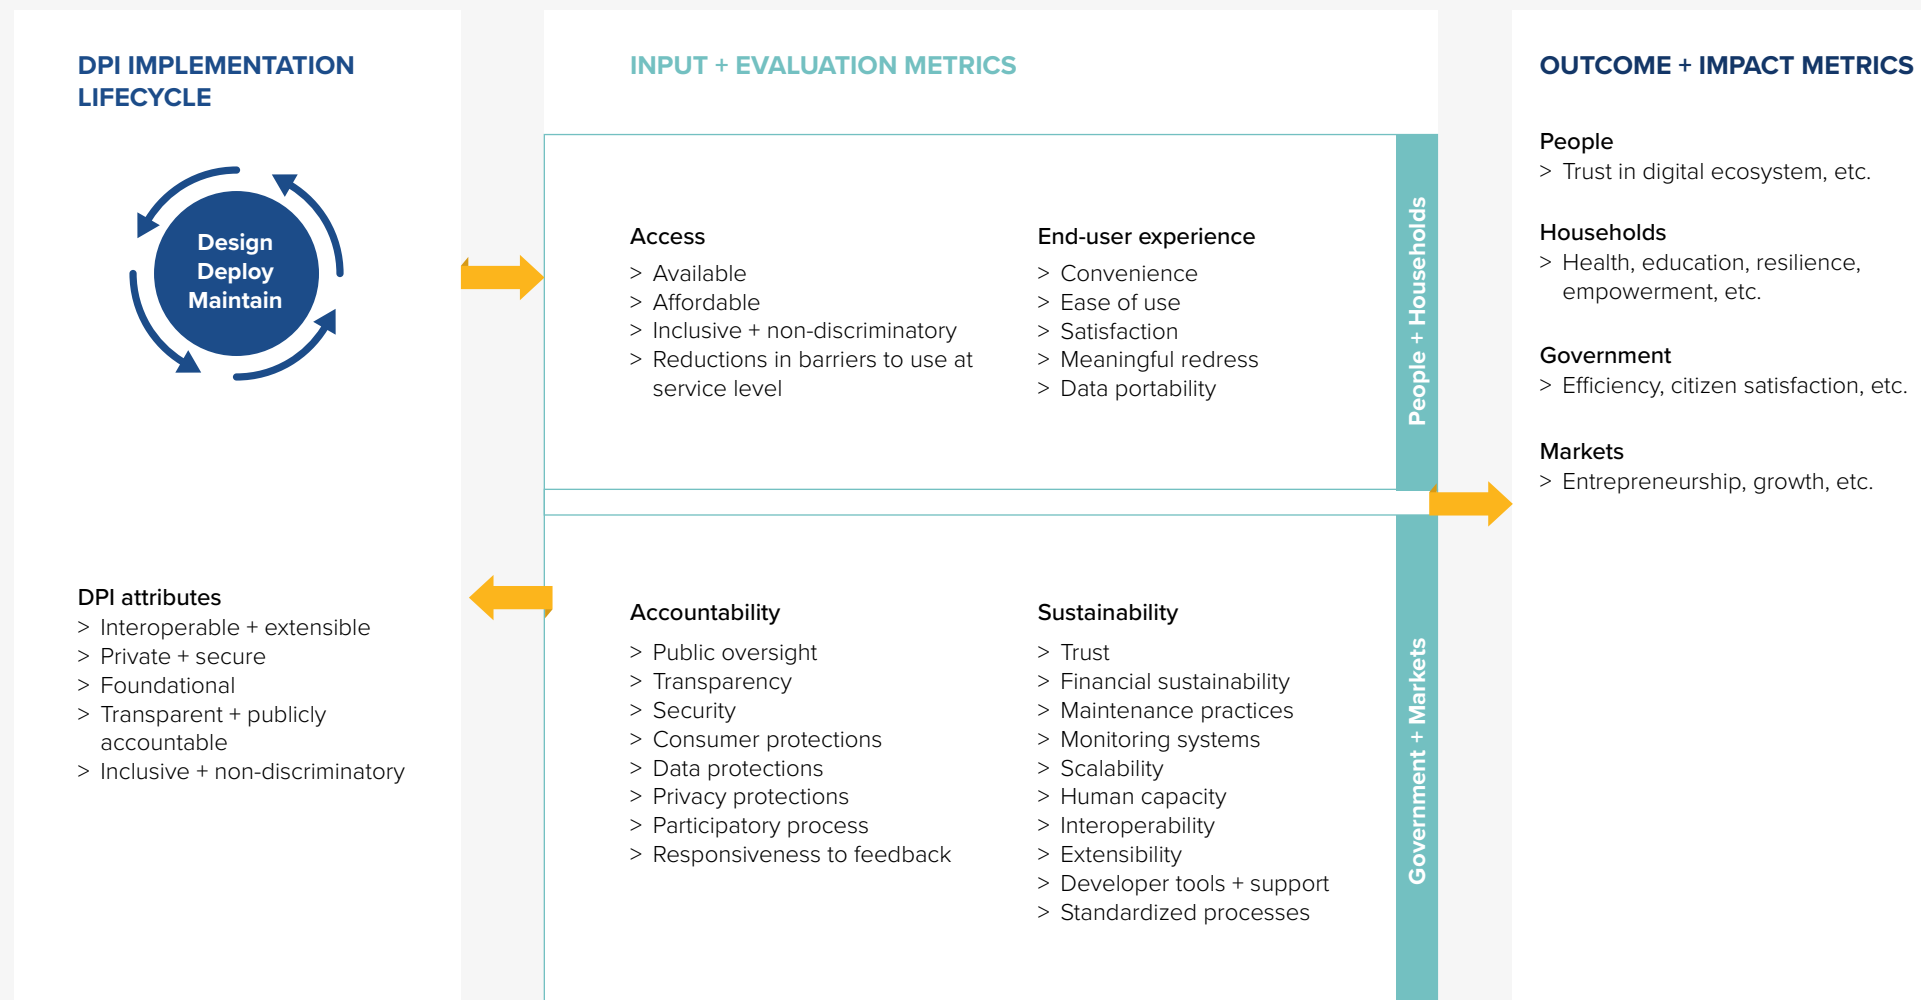 DPI IMPLEMENTATION
LIFECYCLE
Design
Deploy
Maintain
DPI attributes
> Interoperable + extensible
> Private + secure
> Foundational
> Transparent + publicly
accountable
> Inclusive + non-discriminatory
INPUT + EVALUATION METRICS
Access
> Available
> Affordable
> Inclusive + non-discriminatory
> Reductions in barriers to use at
service level
End-user experience
> Convenience
> Ease of use
> Satisfaction
> Meaningful redress
> Data portability
People + Households
Accountability
> Public oversight
> Transparency
> Security
> Consumer protections
> Data protections
> Privacy protections
> Participatory process
> Responsiveness to feedback
Sustainability
> Trust
> Financial sustainability
> Maintenance practices
> Monitoring systems
> Scalability
> Human capacity
> Interoperability
> Extensibility
> Developer tools + support
> Standardized processes
Government + Markets
OUTCOME + IMPACT METRICS
People
> Trust in digital ecosystem, etc.
Households
> Health, education, resilience,
empowerment, etc.
Government
> Efficiency, citizen satisfaction, etc.
Markets
> Entrepreneurship, growth, etc.